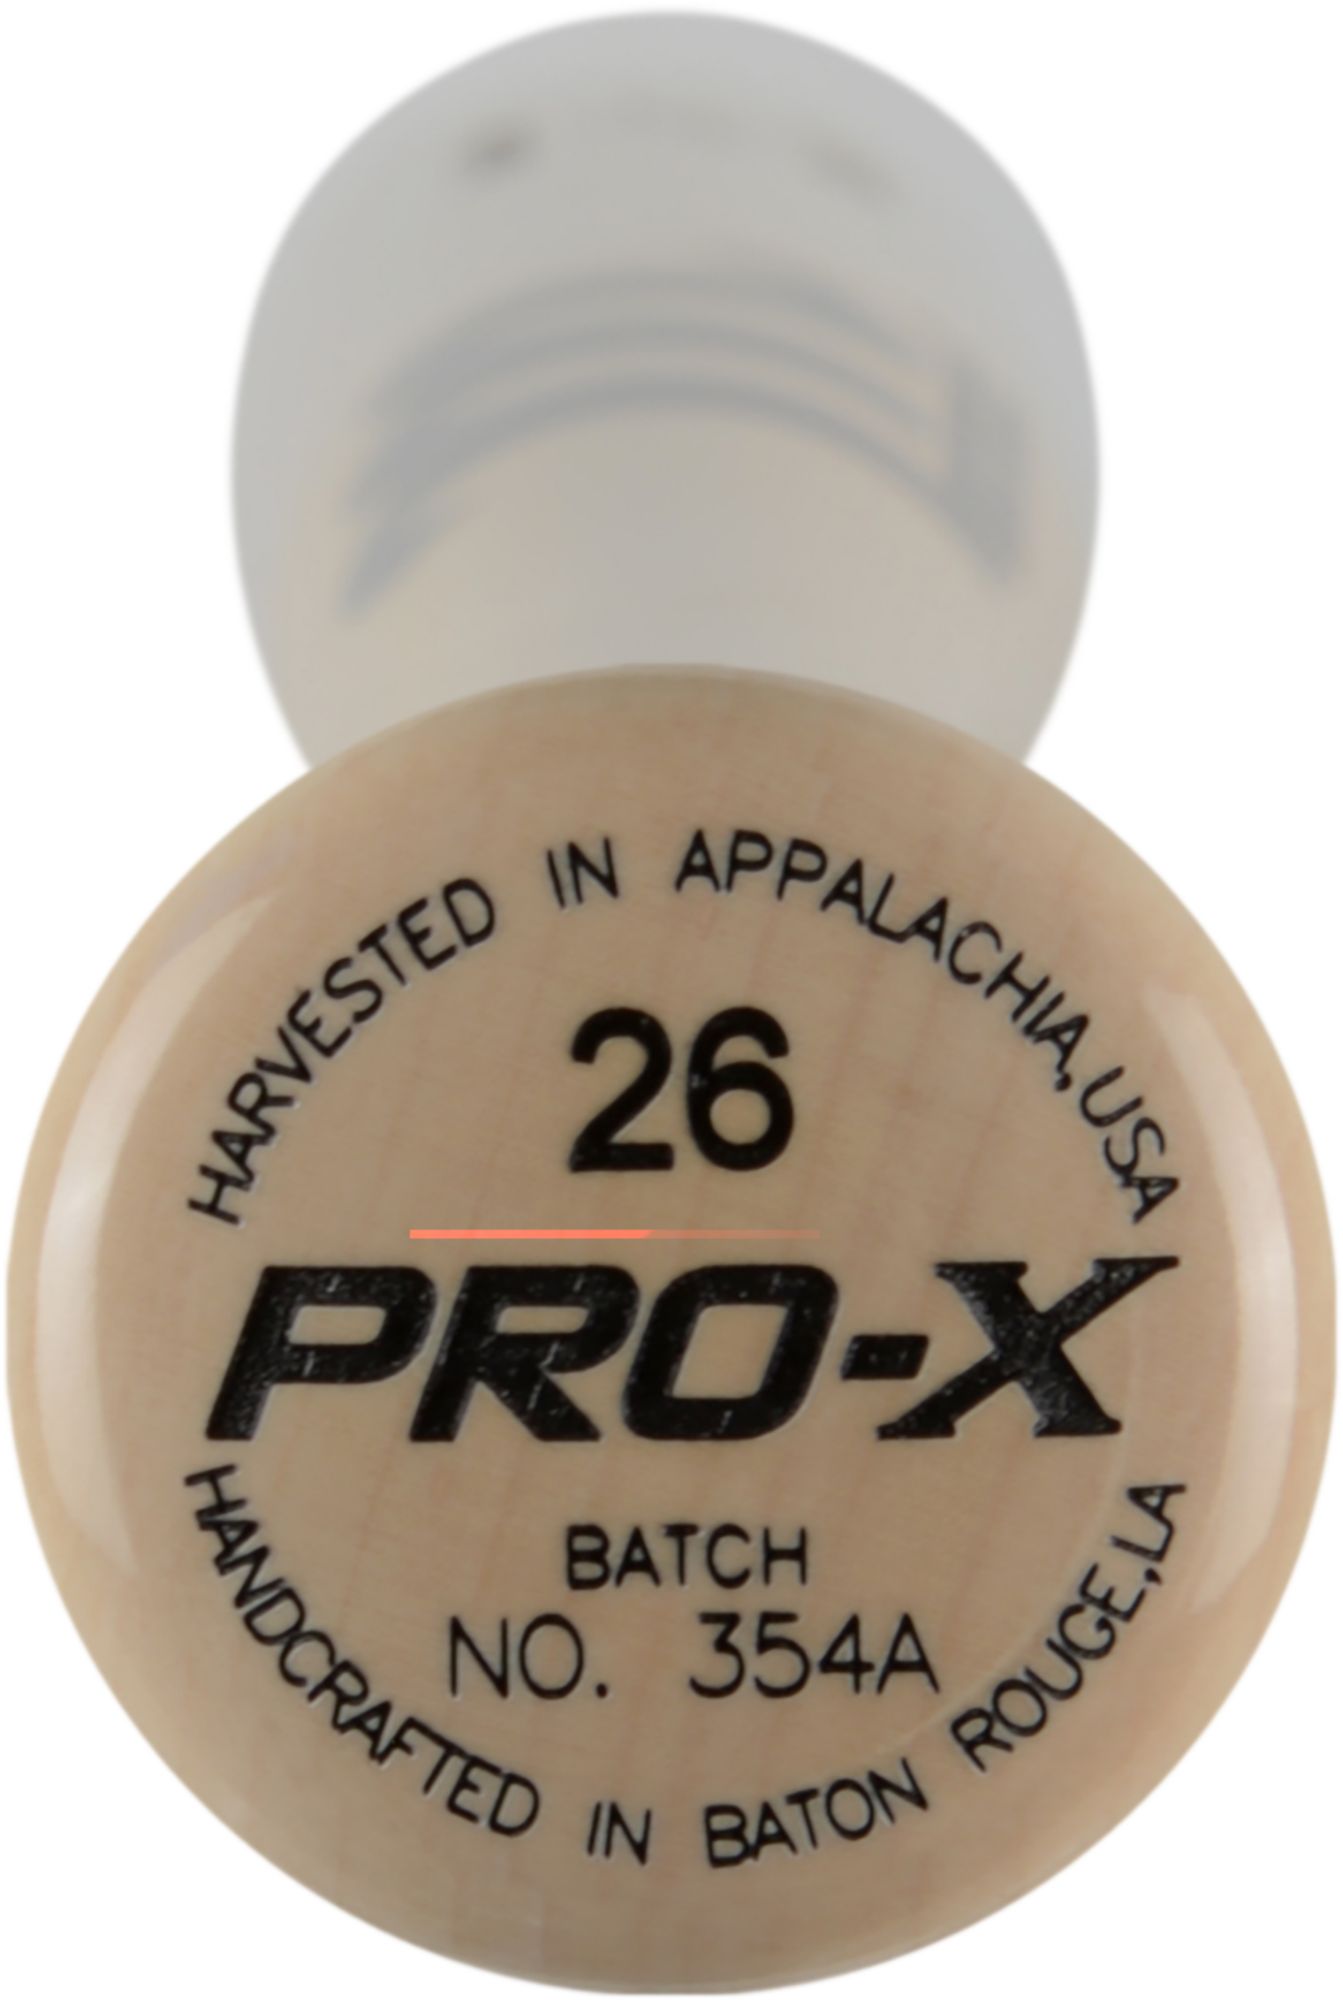 HARVESTED IN APPALACHIA, USA
26
PRO-X
BATCH
NO. 354A
HANDCRAFTED IN BATON ROUGE, LA